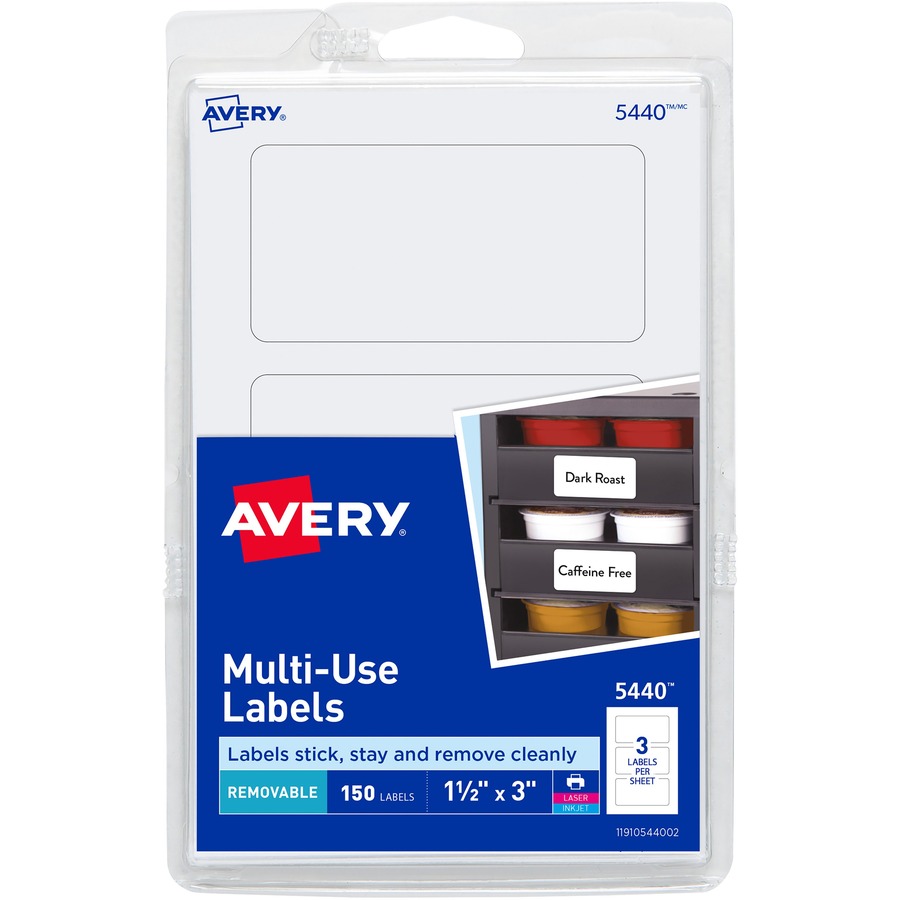 AVERY®
5440™/MC
Dark Roast
AVERY®
Caffeine Free
Multi-Use
Labels
5440™
Labels stick, stay and remove cleanly
3
LABELS
PER
SHEET
REMOVABLE
150 LABELS
1½" x 3"
LASER
INKJET
11910544002